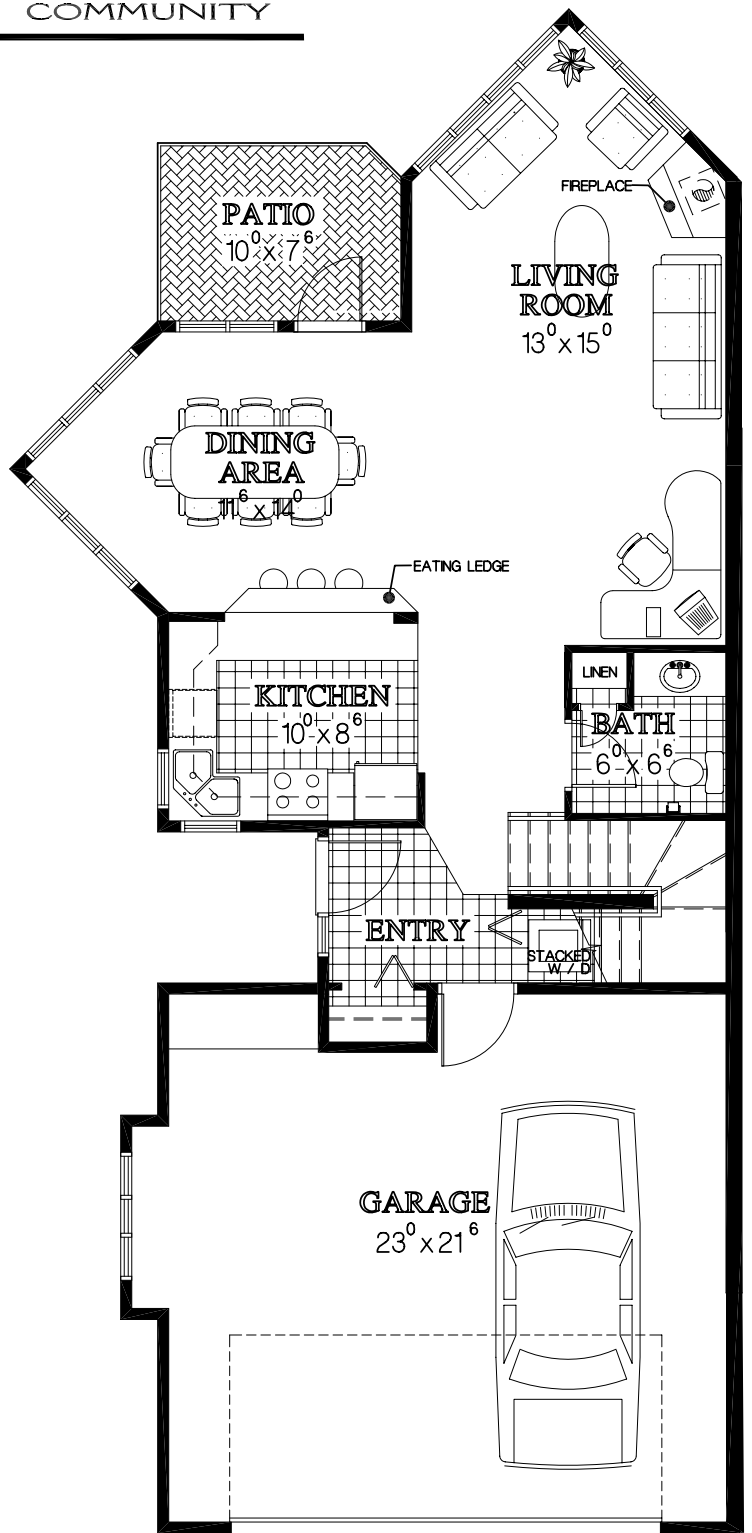 COMMUNITY
PATIO
10⁰ x 7⁶
FIREPLACE
LIVING
ROOM
13⁰ x 15⁰
DINING
AREA
11⁶ x 14⁰
EATING LEDGE
KITCHEN
10⁰ x 8⁶
LINEN
BATH
6⁰ x 6⁶
ENTRY
STACKED
W / D
GARAGE
23⁰ x 21⁶